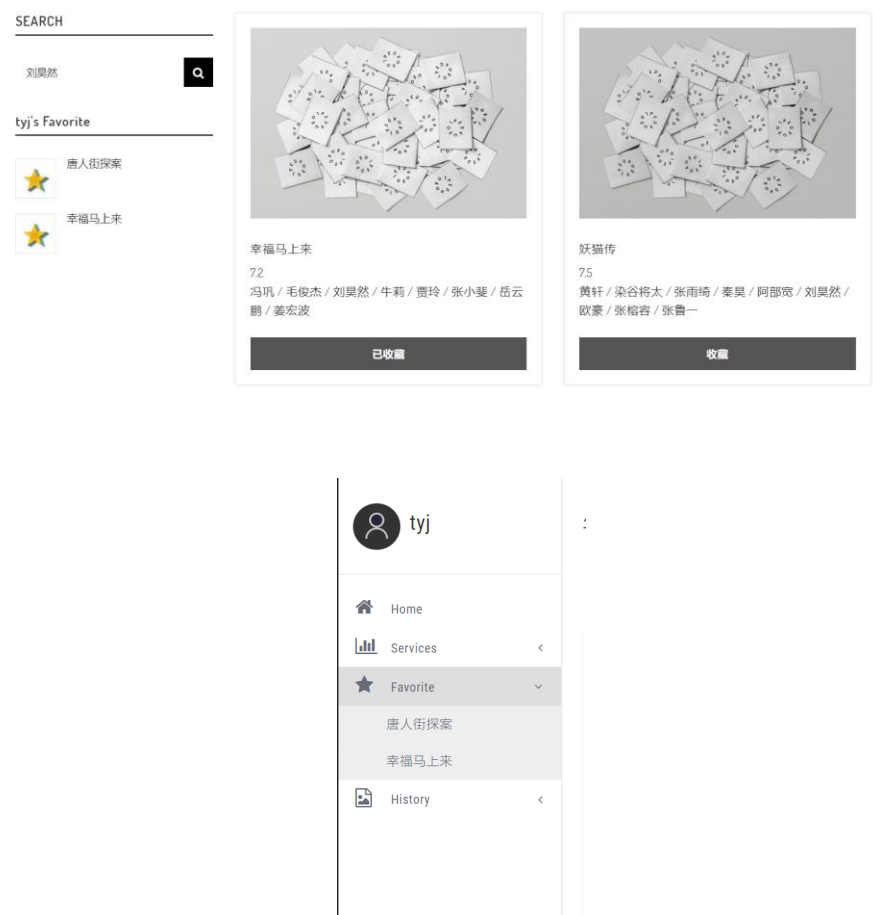 SEARCH
刘昊然
tyj's Favorite
唐人街探案
幸福马上来
幸福马上来
7.2
冯巩 / 毛俊杰 / 刘昊然 / 牛莉 / 贾玲 / 张小斐 / 岳云
鹏 / 姜宏波
已收藏
妖猫传
7.5
黄轩 / 染谷将太 / 张雨绮 / 秦昊 / 阿部宽 / 刘昊然 /
欧豪 / 张榕容 / 张鲁一
收藏
tyj
Home
Services
Favorite
唐人街探案
幸福马上来
History